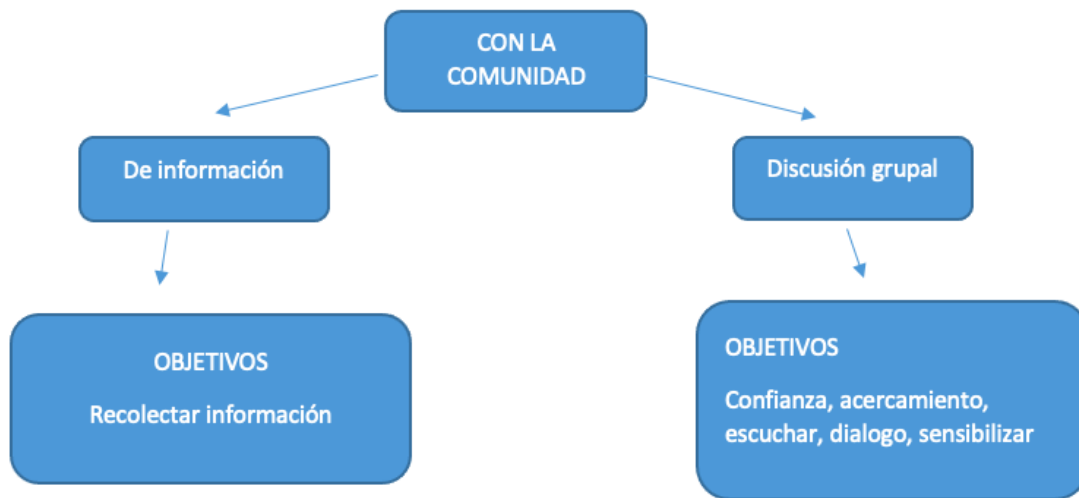 CON LA
COMUNIDAD
De información
Discusión grupal
OBJETIVOS
Recolectar información
OBJETIVOS
Confianza, acercamiento,
escuchar, dialogo, sensibilizar